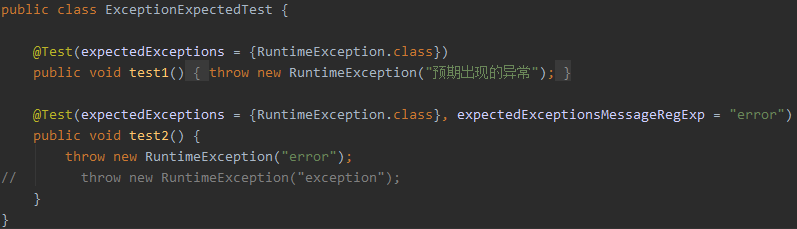 public class ExceptionExpectedTest {
@Test(expectedExceptions = {RuntimeException.class})
public void test1() { throw new RuntimeException("预期出现的异常"); }
@Test(expectedExceptions = {RuntimeException.class}, expectedExceptionsMessageRegExp = "error")
public void test2() {
throw new RuntimeException("error");
// throw new RuntimeException("exception");
}
}